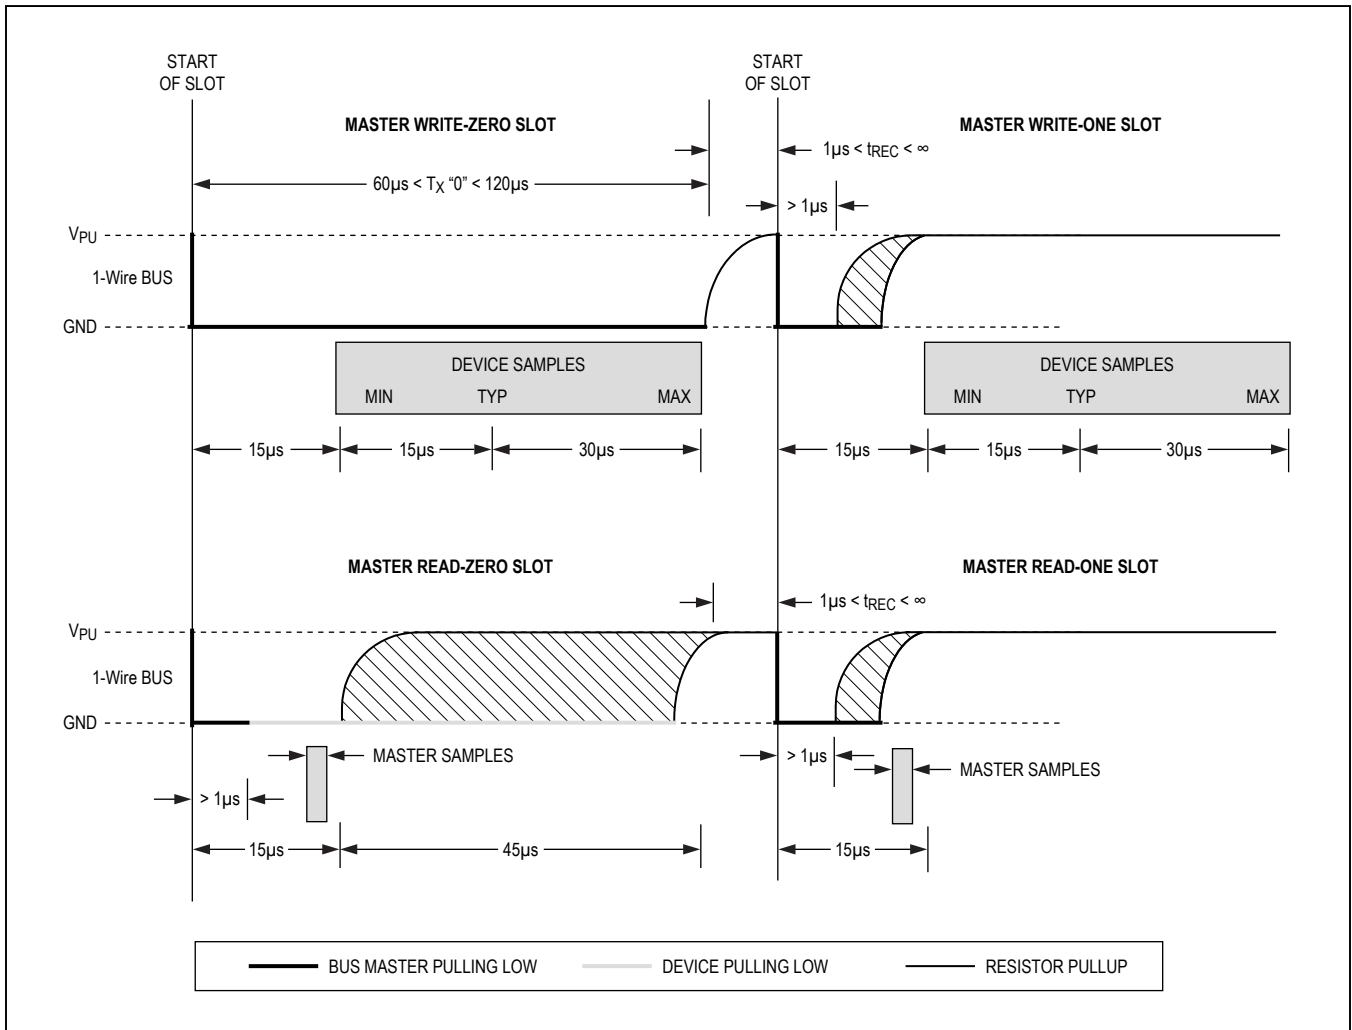 START
OF SLOT
START
OF SLOT
MASTER WRITE-ZERO SLOT
MASTER WRITE-ONE SLOT
1µs < tREC < ∞
60µs < TX “0” < 120µs
> 1µs
VPU
1-Wire BUS
GND
DEVICE SAMPLES
MIN TYP MAX
DEVICE SAMPLES
MIN TYP MAX
15µs 15µs 30µs 15µs 15µs 30µs
MASTER READ-ZERO SLOT
MASTER READ-ONE SLOT
1µs < tREC < ∞
VPU
1-Wire BUS
GND
MASTER SAMPLES
> 1µs
MASTER SAMPLES
> 1µs
15µs 45µs 15µs
BUS MASTER PULLING LOW DEVICE PULLING LOW RESISTOR PULLUP